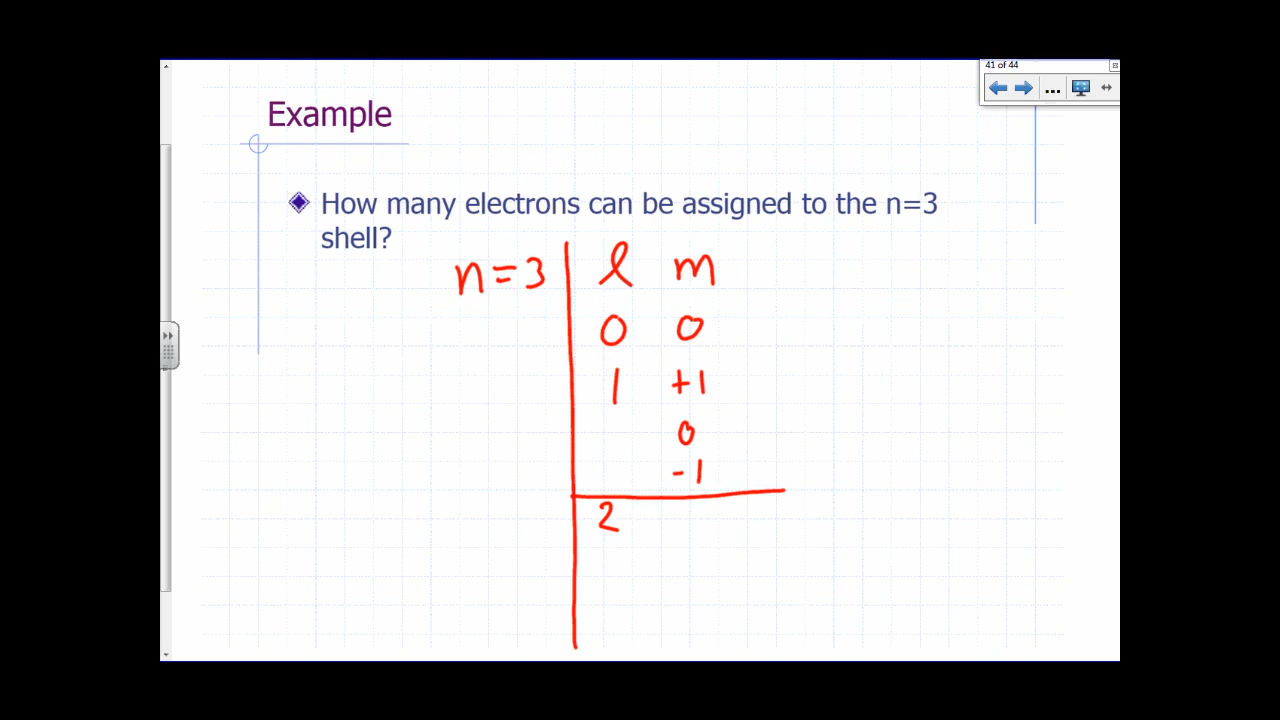 41 of 44
Example
How many electrons can be assigned to the n=3
shell?
n=3 l m
0 0
1 +1
0
-1
2